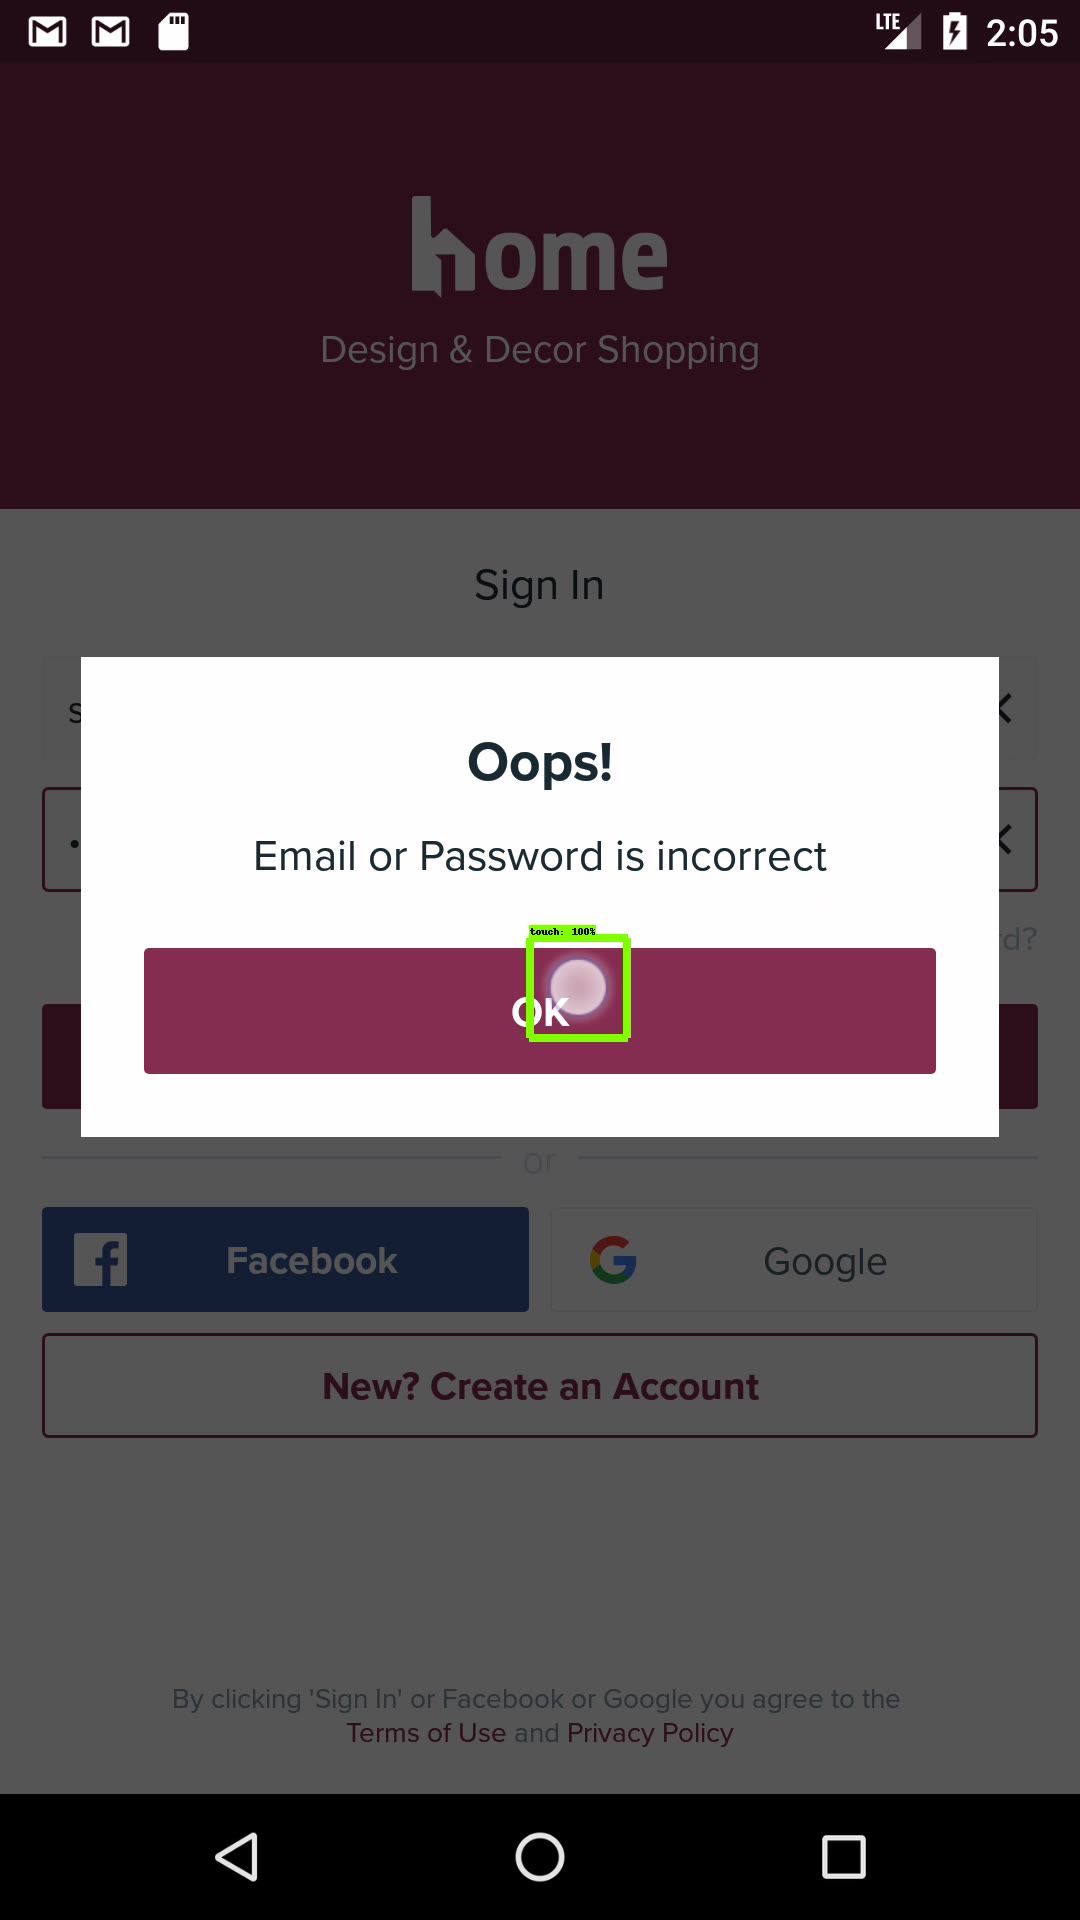 LTE 2:05
home
Design & Decor Shopping
Sign In
s
Oops!
Email or Password is incorrect
rd?
touch: 100%
OK
or
Facebook
Google
New? Create an Account
By clicking 'Sign In' or Facebook or Google you agree to the
Terms of Use and Privacy Policy